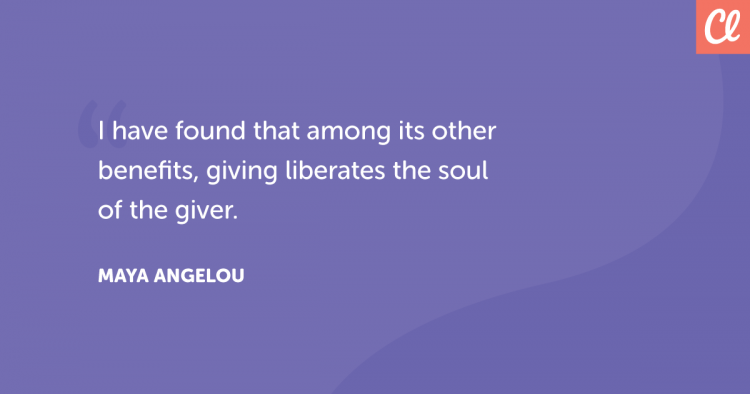 Cl
“
I have found that among its other
benefits, giving liberates the soul
of the giver.
MAYA ANGELOU